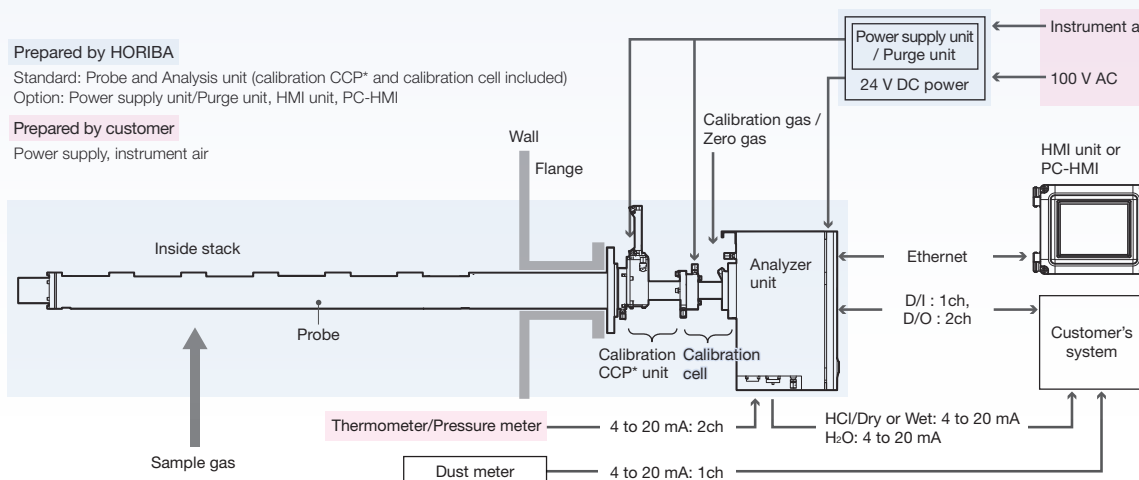 Prepared by HORIBA
Standard: Probe and Analysis unit (calibration CCP* and calibration cell included)
Option: Power supply unit/Purge unit, HMI unit, PC-HMI
Prepared by customer
Power supply, instrument air
Power supply unit
/ Purge unit
24 V DC power
Instrument a
100 V AC
Calibration gas /
Zero gas
Wall
Flange
HMI unit or
PC-HMI
Inside stack
Probe
Analyzer
unit
Ethernet
D/I : 1ch,
D/O : 2ch
Customer's
system
Calibration
CCP* unit
Calibration
cell
Thermometer/Pressure meter
4 to 20 mA: 2ch
HCl/Dry or Wet: 4 to 20 mA
H₂O: 4 to 20 mA
Sample gas
Dust meter
4 to 20 mA: 1ch